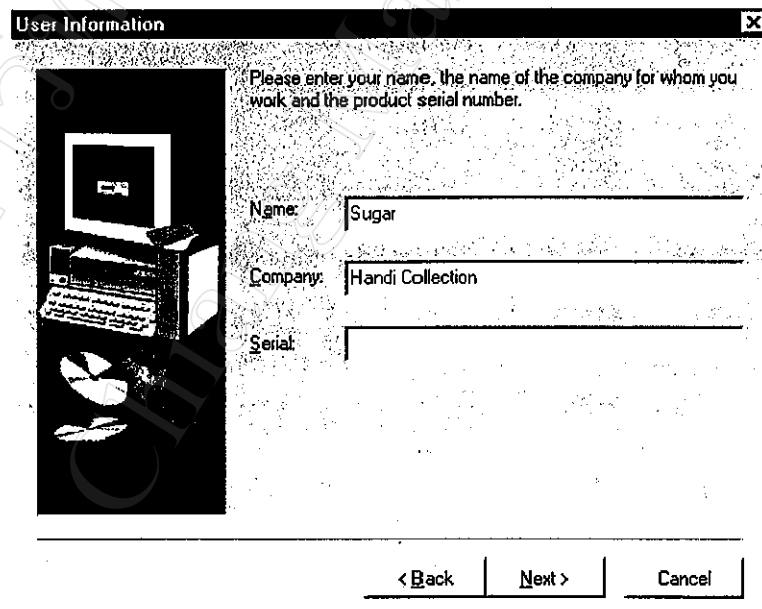 User Information
Please enter your name, the name of the company for whom you
work and the product serial number.
Name: Sugar
Company: Handi Collection
Serial:
< Back Next > Cancel